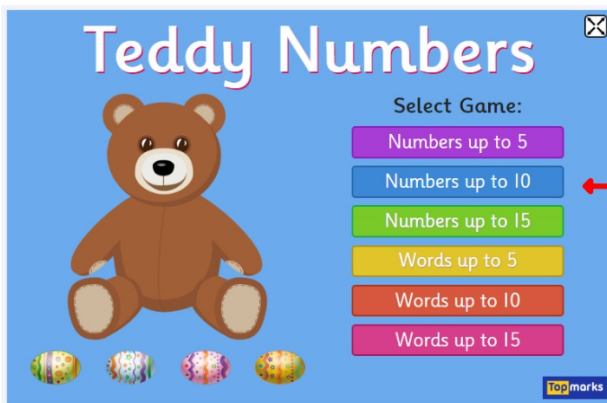 Teddy Numbers
Select Game:
Numbers up to 5
Numbers up to 10
Numbers up to 15
Words up to 5
Words up to 10
Words up to 15
Topmarks